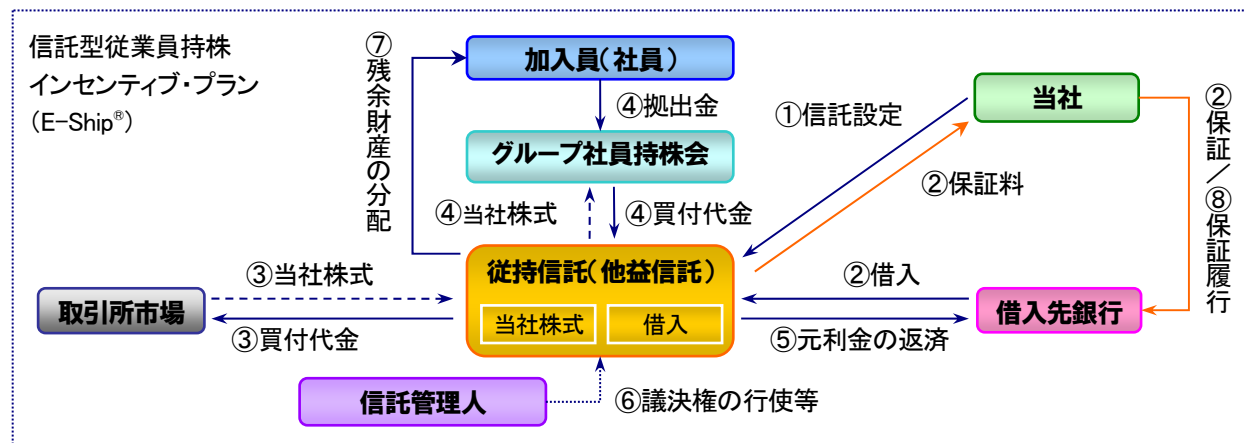 信託型従業員持株
インセンティブ・プラン
(E-Ship®)
⑦残余財産の分配
加入員(社員)
④拠出金
グループ社員持株会
④当社株式
④買付代金
①信託設定
②保証料
当社
②保証/⑧保証履行
従持信託(他益信託)
当社株式
借入
③当社株式
取引所市場
③買付代金
②借入
借入先銀行
⑤元利金の返済
信託管理人
⑥議決権の行使等